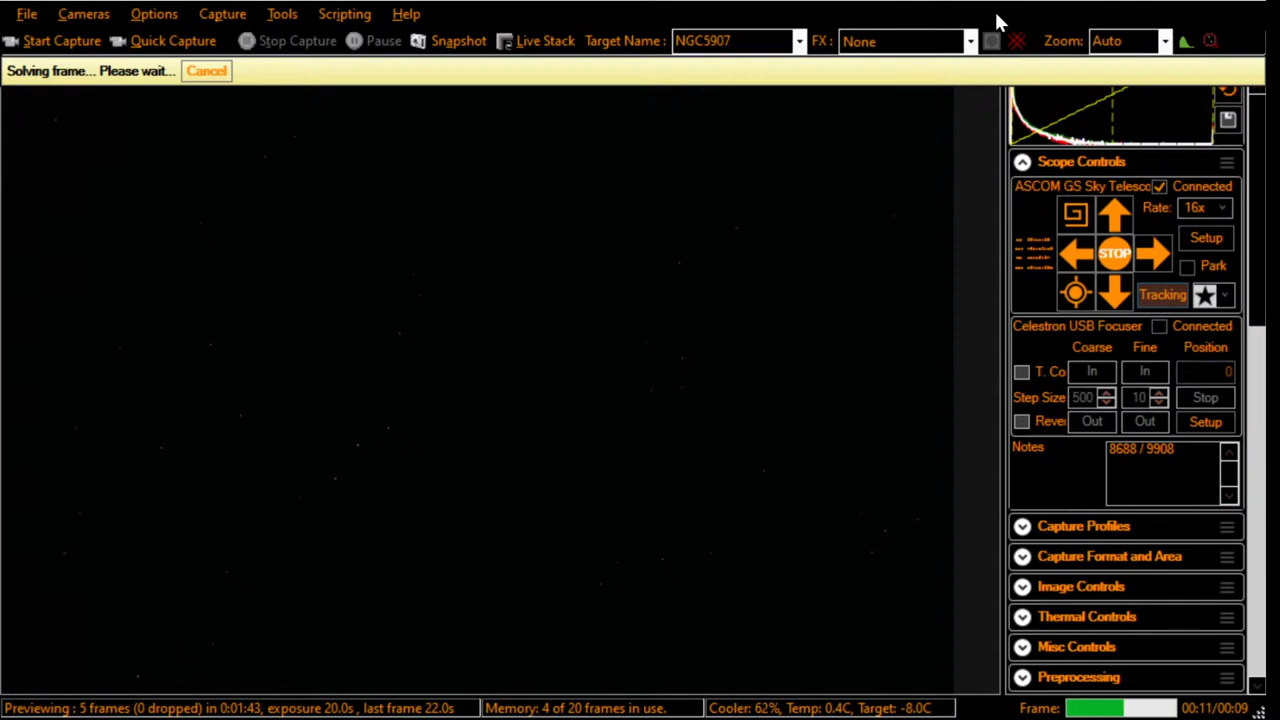 File Cameras Options Capture Tools Scripting Help
Start Capture Quick Capture Stop Capture Pause Snapshot Live Stack Target Name : NGC5907 FX : None Zoom: Auto
Solving frame... Please wait... Cancel
Scope Controls
ASCOM GS Sky Telesco Connected
Rate: 16x
Setup
STOP
Park
Tracking
Celestron USB Focuser Connected
Coarse Fine Position
T. Co In In 0
Step Size 500 10 Stop
Rever Out Out Setup
Notes 8688 / 9908
Capture Profiles
Capture Format and Area
Image Controls
Thermal Controls
Misc Controls
Preprocessing
Previewing : 5 frames (0 dropped) in 0:01:43, exposure 20.0s , last frame 22.0s Memory: 4 of 20 frames in use. Cooler: 62%, Temp: 0.4C, Target: -8.0C Frame: 00:11/00:09